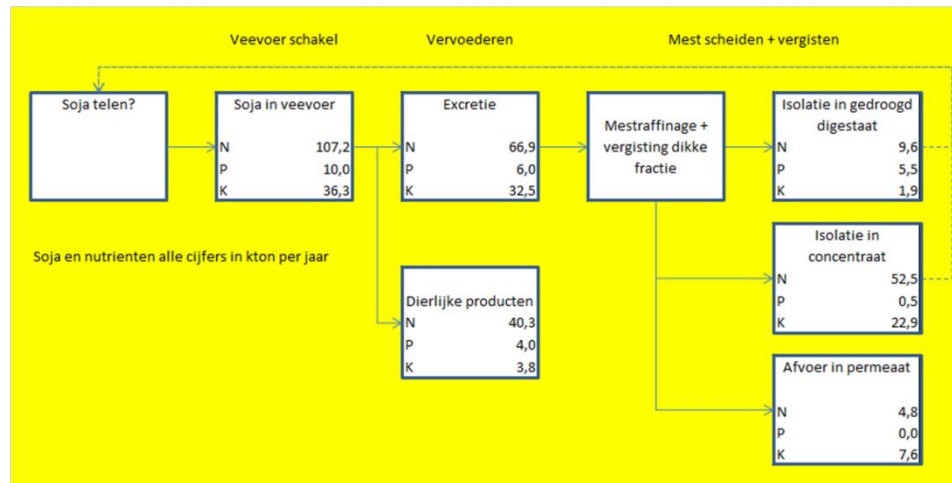 Veevoer schakel
Vervoederen
Mest scheiden + vergisten
Soja telen?
Soja in veevoer
N 107,2
P 10,0
K 36,3
Excretie
N 66,9
P 6,0
K 32,5
Mestraffinage +
vergisting dikke
fractie
Isolatie in gedroogd
digestaat
N 9,6
P 5,5
K 1,9
Soja en nutrienten alle cijfers in kton per jaar
Dierlijke producten
N 40,3
P 4,0
K 3,8
Isolatie in
concentraat
N 52,5
P 0,5
K 22,9
Afvoer in permeaat
N 4,8
P 0,0
K 7,6